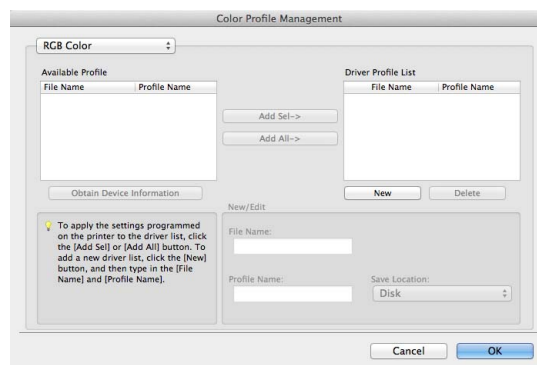 Color Profile Management
RGB Color
Available Profile
File Name Profile Name
Add Sel->
Add All->
Driver Profile List
File Name Profile Name
Obtain Device Information
New Delete
To apply the settings programmed
on the printer to the driver list, click
the [Add Sel] or [Add All] button. To
add a new driver list, click the [New]
button, and then type in the [File
Name] and [Profile Name].
New/Edit
File Name:
Profile Name: Save Location:
Disk
Cancel OK